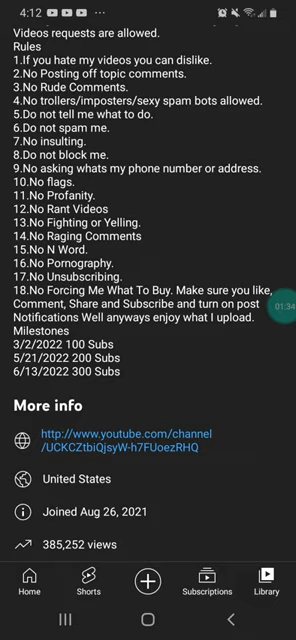 4:12
Videos requests are allowed.
Rules
1.If you hate my videos you can dislike.
2.No Posting off topic comments.
3.No Rude Comments.
4.No trollers/imposters/sexy spam bots allowed.
5.Do not tell me what to do.
6.Do not spam me.
7.No insulting.
8.Do not block me.
9.No asking whats my phone number or address.
10.No flags.
11.No Profanity.
12.No Rant Videos
13.No Fighting or Yelling.
14.No Raging Comments
15.No N Word.
16.No Pornography.
17.No Unsubscribing.
18.No Forcing Me What To Buy. Make sure you like,
Comment, Share and Subscribe and turn on post
Notifications Well anyways enjoy what I upload.
01:34
Milestones
3/2/2022 100 Subs
5/21/2022 200 Subs
6/13/2022 300 Subs
More info
http://www.youtube.com/channel
/UCKCZtbiQjsyW-h7FUoezRHQ
United States
Joined Aug 26, 2021
385,252 views
Home
Shorts
Subscriptions
Library